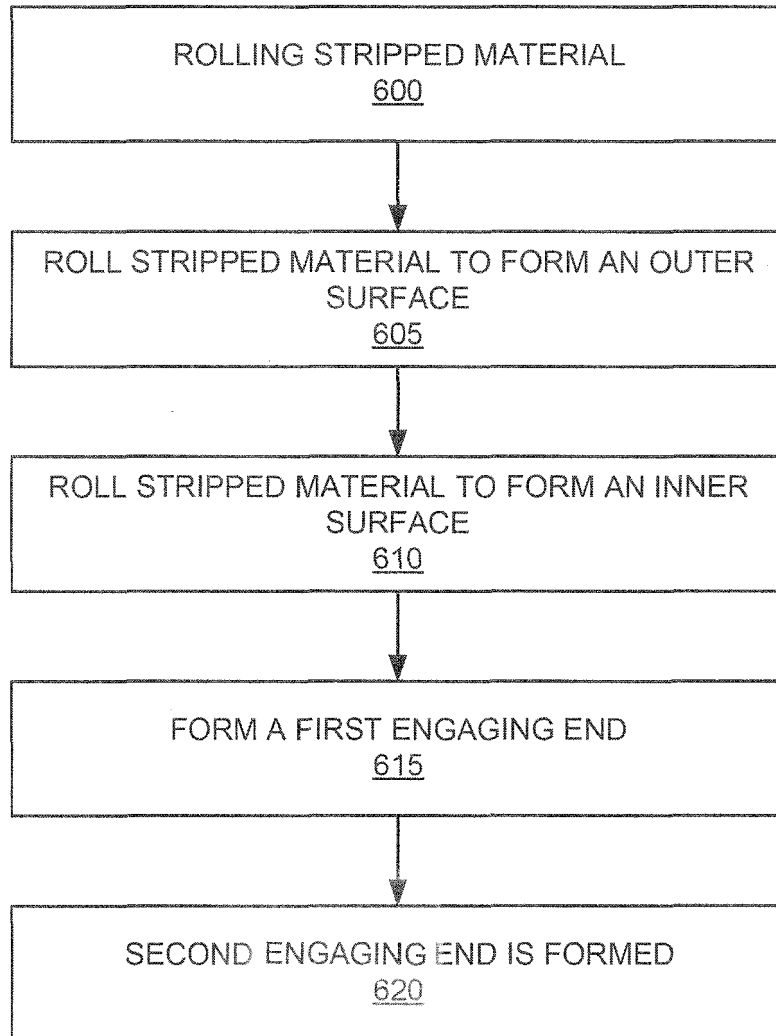 ROLLING STRIPPED MATERIAL
600
ROLL STRIPPED MATERIAL TO FORM AN OUTER
SURFACE
605
ROLL STRIPPED MATERIAL TO FORM AN INNER
SURFACE
610
FORM A FIRST ENGAGING END
615
SECOND ENGAGING END IS FORMED
620